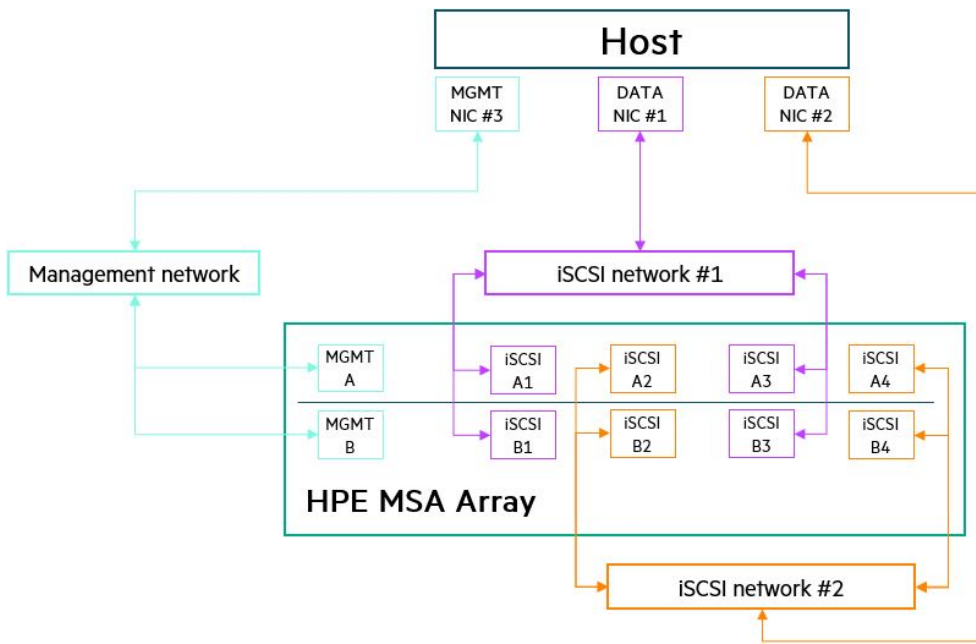 Host
MGMT
NIC #3
DATA
NIC #1
DATA
NIC #2
Management network
iSCSI network #1
MGMT
A
iSCSI
A1
iSCSI
A2
iSCSI
A3
iSCSI
A4
MGMT
B
iSCSI
B1
iSCSI
B2
iSCSI
B3
iSCSI
B4
HPE MSA Array
iSCSI network #2